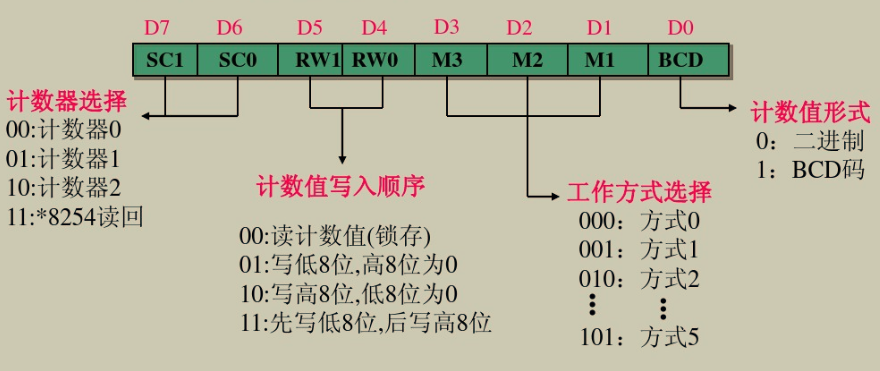 D7 D6 D5 D4 D3 D2 D1 D0
SC1 SC0 RW1 RW0 M3 M2 M1 BCD
计数器选择
00:计数器0
01:计数器1
10:计数器2
11:*8254读回
计数值写入顺序
00:读计数值(锁存)
01:写低8位,高8位为0
10:写高8位,低8位为0
11:先写低8位,后写高8位
工作方式选择
000：方式0
001：方式1
010：方式2
101：方式5
计数值形式
0：二进制
1：BCD码